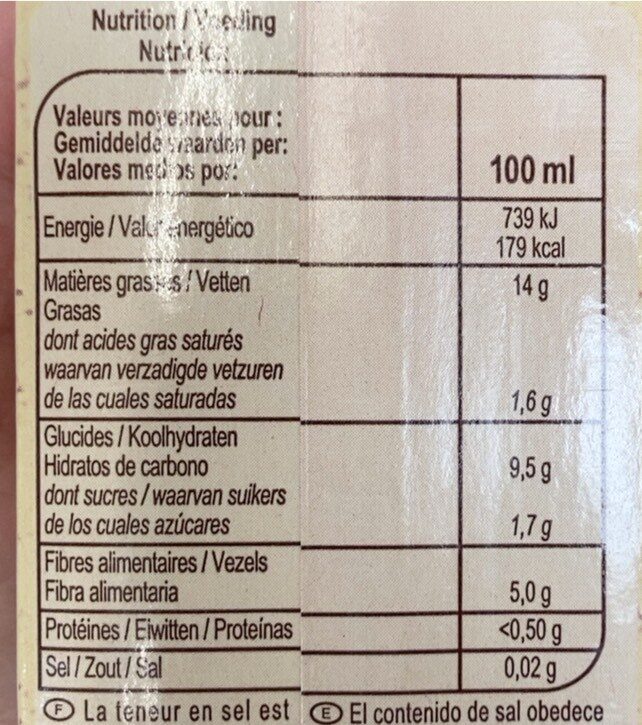 Nutrition / Voeding
Valeurs moyennes pour :
Gemiddelde waarden per:
Valores medios por:
100 ml
Energie / Valor energético
739 kJ
179 kcal
Matières grasses / Vetten
14 g
Grasas
dont acides gras saturés
waarvan verzadigde vetzuren
de las cuales saturadas
1,6 g
Glucides / Koolhydraten
Hidratos de carbono
9,5 g
dont sucres / waarvan suikers
de los cuales azúcares
1,7 g
Fibres alimentaires / Vezels
Fibra alimentaria
5,0 g
Protéines / Eiwitten / Proteínas
<0,50 g
Sel / Zout / Sal
0,02 g
Ⓕ La teneur en sel est Ⓔ El contenido de sal obedece